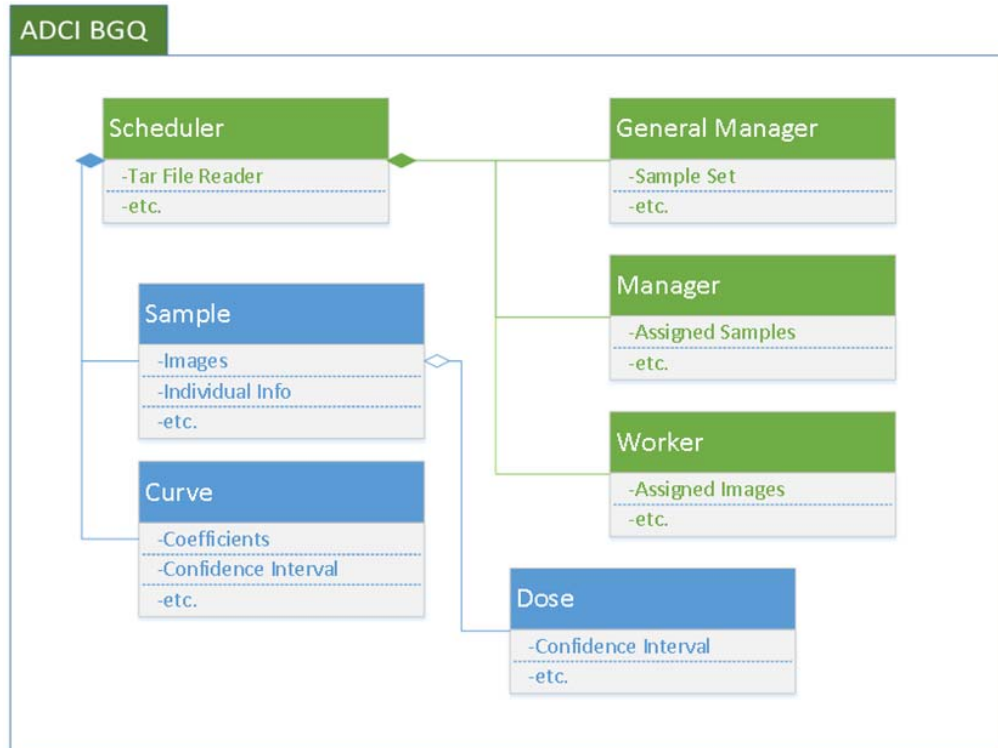 ADCI BGQ
Scheduler
-Tar File Reader
-etc.
General Manager
-Sample Set
-etc.
Manager
-Assigned Samples
-etc.
Sample
-Images
-Individual Info
-etc.
Worker
-Assigned Images
-etc.
Curve
-Coefficients
-Confidence Interval
-etc.
Dose
-Confidence Interval
-etc.